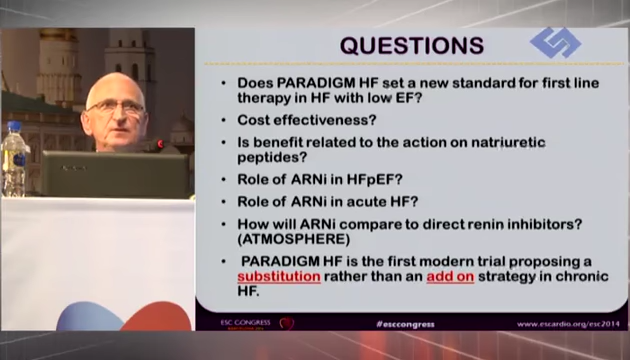 QUESTIONS
• Does PARADIGM HF set a new standard for first line
therapy in HF with low EF?
• Cost effectiveness?
• Is benefit related to the action on natriuretic
peptides?
• Role of ARNi in HFpEF?
• Role of ARNi in acute HF?
• How will ARNi compare to direct renin inhibitors?
(ATMOSPHERE)
• PARADIGM HF is the first modern trial proposing a
substitution rather than an add on strategy in chronic
HF.
ESC CONGRESS
#esccongress
www.escardio.org/esc2014